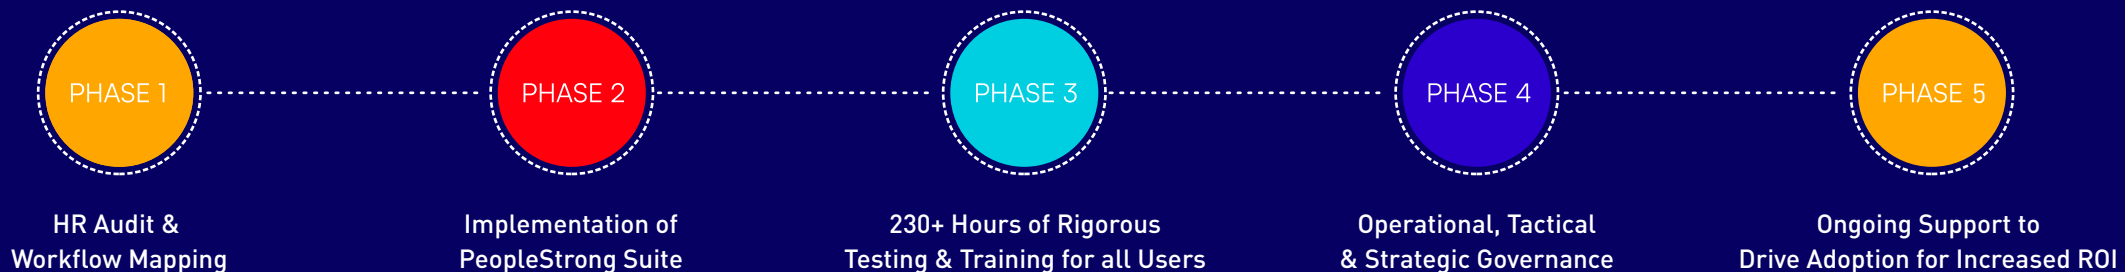 PHASE 1
PHASE 2
PHASE 3
PHASE 4
PHASE 5
HR Audit &
Workflow Mapping
Implementation of
PeopleStrong Suite
230+ Hours of Rigorous
Testing & Training for all Users
Operational, Tactical
& Strategic Governance
Ongoing Support to
Drive Adoption for Increased ROI